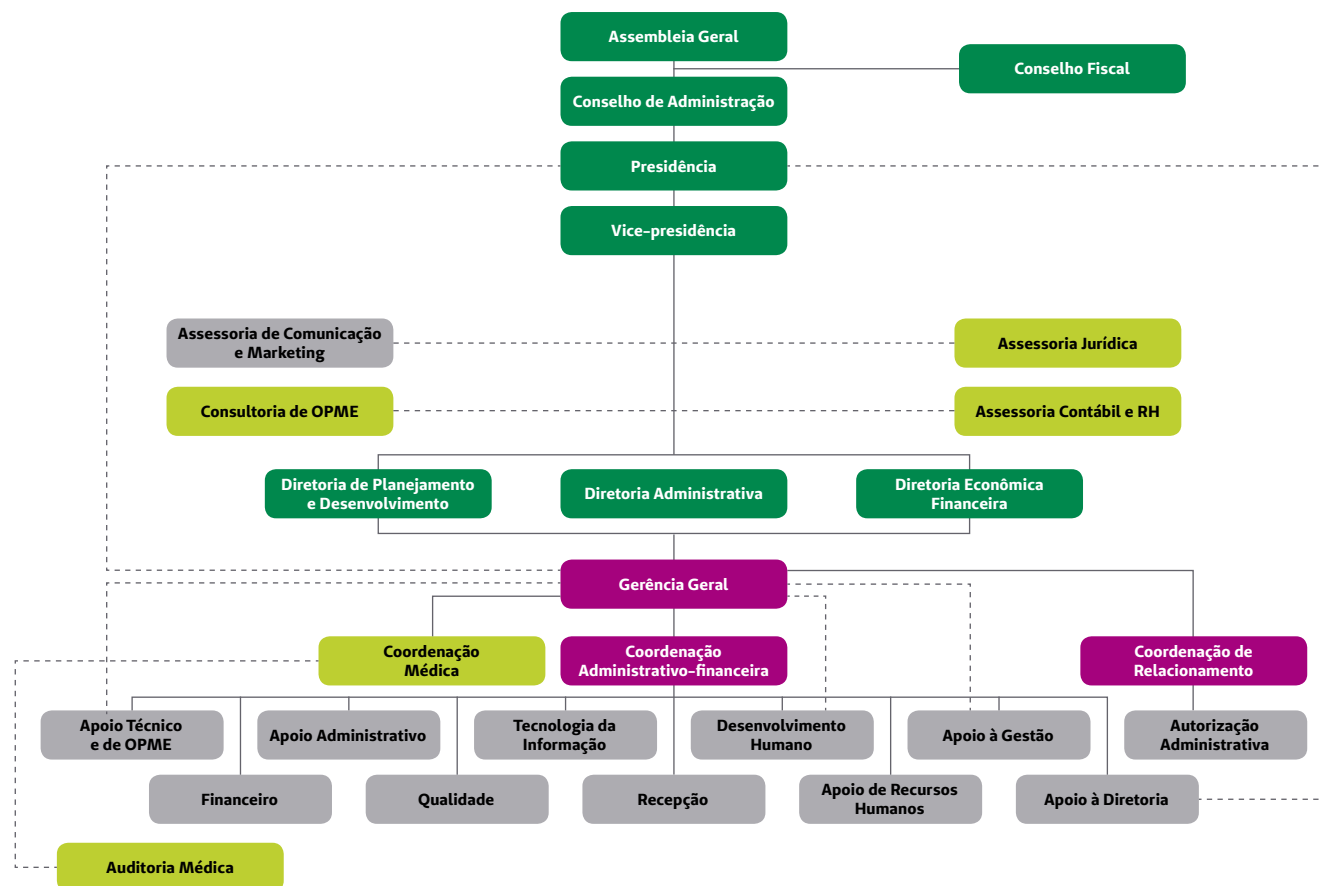 Assembleia Geral
Conselho Fiscal
Conselho de Administração
Presidência
Vice-presidência
Assessoria de Comunicação
e Marketing
Assessoria Jurídica
Consultoria de OPME
Assessoria Contábil e RH
Diretoria de Planejamento
e Desenvolvimento
Diretoria Administrativa
Diretoria Econômica
Financeira
Gerência Geral
Coordenação
Médica
Coordenação
Administrativo-financeira
Coordenação de
Relacionamento
Apoio Técnico
e de OPME
Apoio Administrativo
Tecnologia da
Informação
Desenvolvimento
Humano
Apoio à Gestão
Autorização
Administrativa
Financeiro
Qualidade
Recepção
Apoio de Recursos
Humanos
Apoio à Diretoria
Auditoria Médica